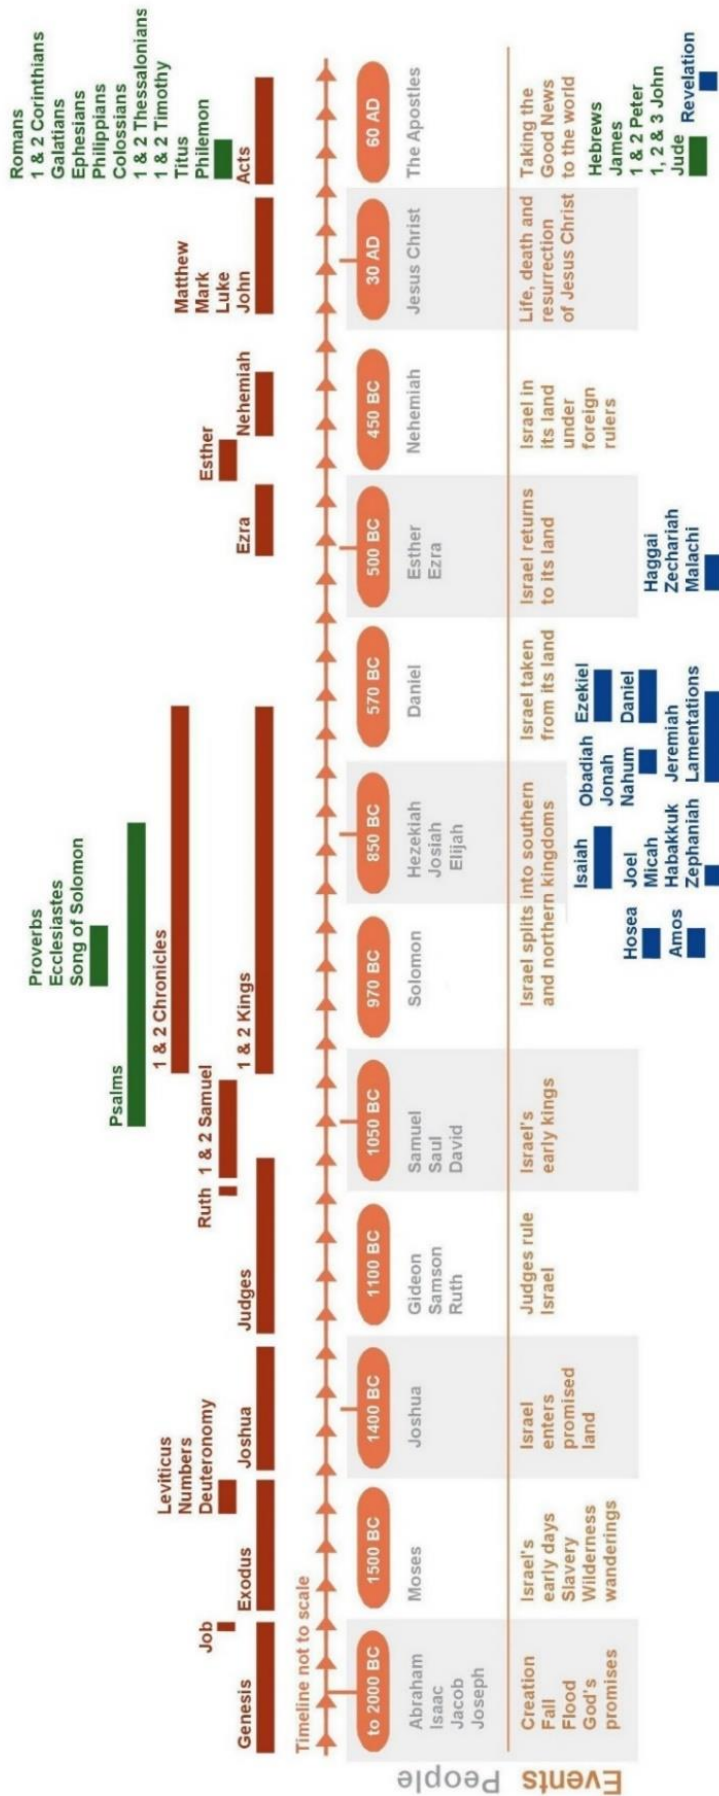 Proverbs
Ecclesiastes
Song of Solomon
Psalms
Romans
1 & 2 Corinthians
Galatians
Ephesians
Philippians
Colossians
1 & 2 Thessalonians
1 & 2 Timothy
Titus
Philemon
Genesis
Job
Exodus
Leviticus
Numbers
Deuteronomy
Joshua
Judges
Ruth
1 & 2 Samuel
1 & 2 Chronicles
1 & 2 Kings
Ezra
Esther
Nehemiah
Matthew
Mark
Luke
John
Acts
Timeline not to scale
to 2000 BC
1500 BC
1400 BC
1100 BC
1050 BC
970 BC
850 BC
570 BC
500 BC
450 BC
30 AD
60 AD
People
Abraham
Isaac
Jacob
Joseph
Moses
Joshua
Gideon
Samson
Ruth
Samuel
Saul
David
Solomon
Hezekiah
Josiah
Elijah
Daniel
Esther
Ezra
Nehemiah
Jesus Christ
The Apostles
Events
Creation
Fall
Flood
God's
promises
Israel's
early days
Slavery
Wilderness
wanderings
Israel
enters
promised
land
Judges rule
Israel
Israel's
early kings
Israel splits into southern
and northern kingdoms
Israel taken
from its land
Israel returns
to its land
Israel in
its land
under
foreign
rulers
Life, death and
resurrection
of Jesus Christ
Taking the
Good News
to the world
Hosea
Amos
Isaiah
Joel
Micah
Habakkuk
Zephaniah
Obadiah
Jonah
Nahum
Jeremiah
Lamentations
Ezekiel
Daniel
Haggai
Zechariah
Malachi
Hebrews
James
1 & 2 Peter
1, 2 & 3 John
Jude
Revelation